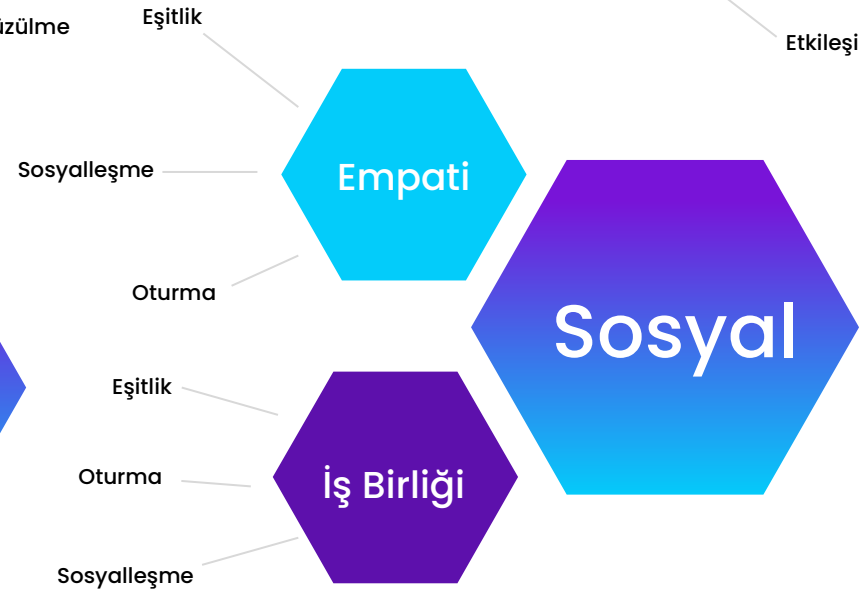 Eşitlik
Sosyalleşme
Empati
Oturma
Sosyal
Eşitlik
Oturma
İş Birliği
Sosyalleşme